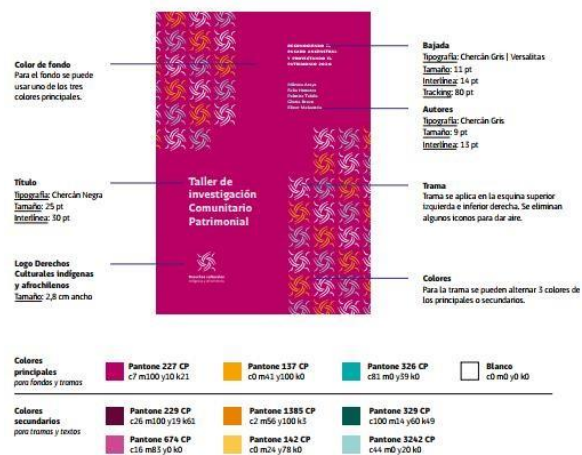 Color de fondo
Para el fondo se puede
usar uno de los tres
colores principales.
Título
Tipografía: Chercán Negra
Tamaño: 25 pt
Interlínea: 30 pt
Logo Derechos
Culturales indígenas
y afrochilenos
Tamaño: 2,8 cm ancho
Taller de
investigación
Comunitario
Patrimonial
Bajada
Tipografía: Chercán Gris | Versalitas
Tamaño: 11 pt
Interlínea: 14 pt
Tracking: 80 pt
Autores
Tipografía: Chercán Gris
Tamaño: 9 pt
Interlínea: 13 pt
Trama
Trama se aplica en la esquina superior
izquierda e inferior derecha. Se eliminan
algunos iconos para dar aire.
Colores
Para la trama se pueden alternar 3 colores de
los principales o secundarios.
Colores
principales
para fondos y tramas
Pantone 227 CP
c7 m100 y10 k21
Pantone 137 CP
c0 m41 y100 k0
Pantone 326 CP
c81 m0 y39 k0
Blanco
c0 m0 y0 k0
Colores
secundarios
para tramas y textos
Pantone 229 CP
c26 m100 y19 k61
Pantone 1385 CP
c2 m56 y100 k3
Pantone 329 CP
c100 m14 y60 k49
Pantone 674 CP
c16 m83 y0 k0
Pantone 142 CP
c0 m24 y78 k0
Pantone 3242 CP
c44 m0 y20 k0